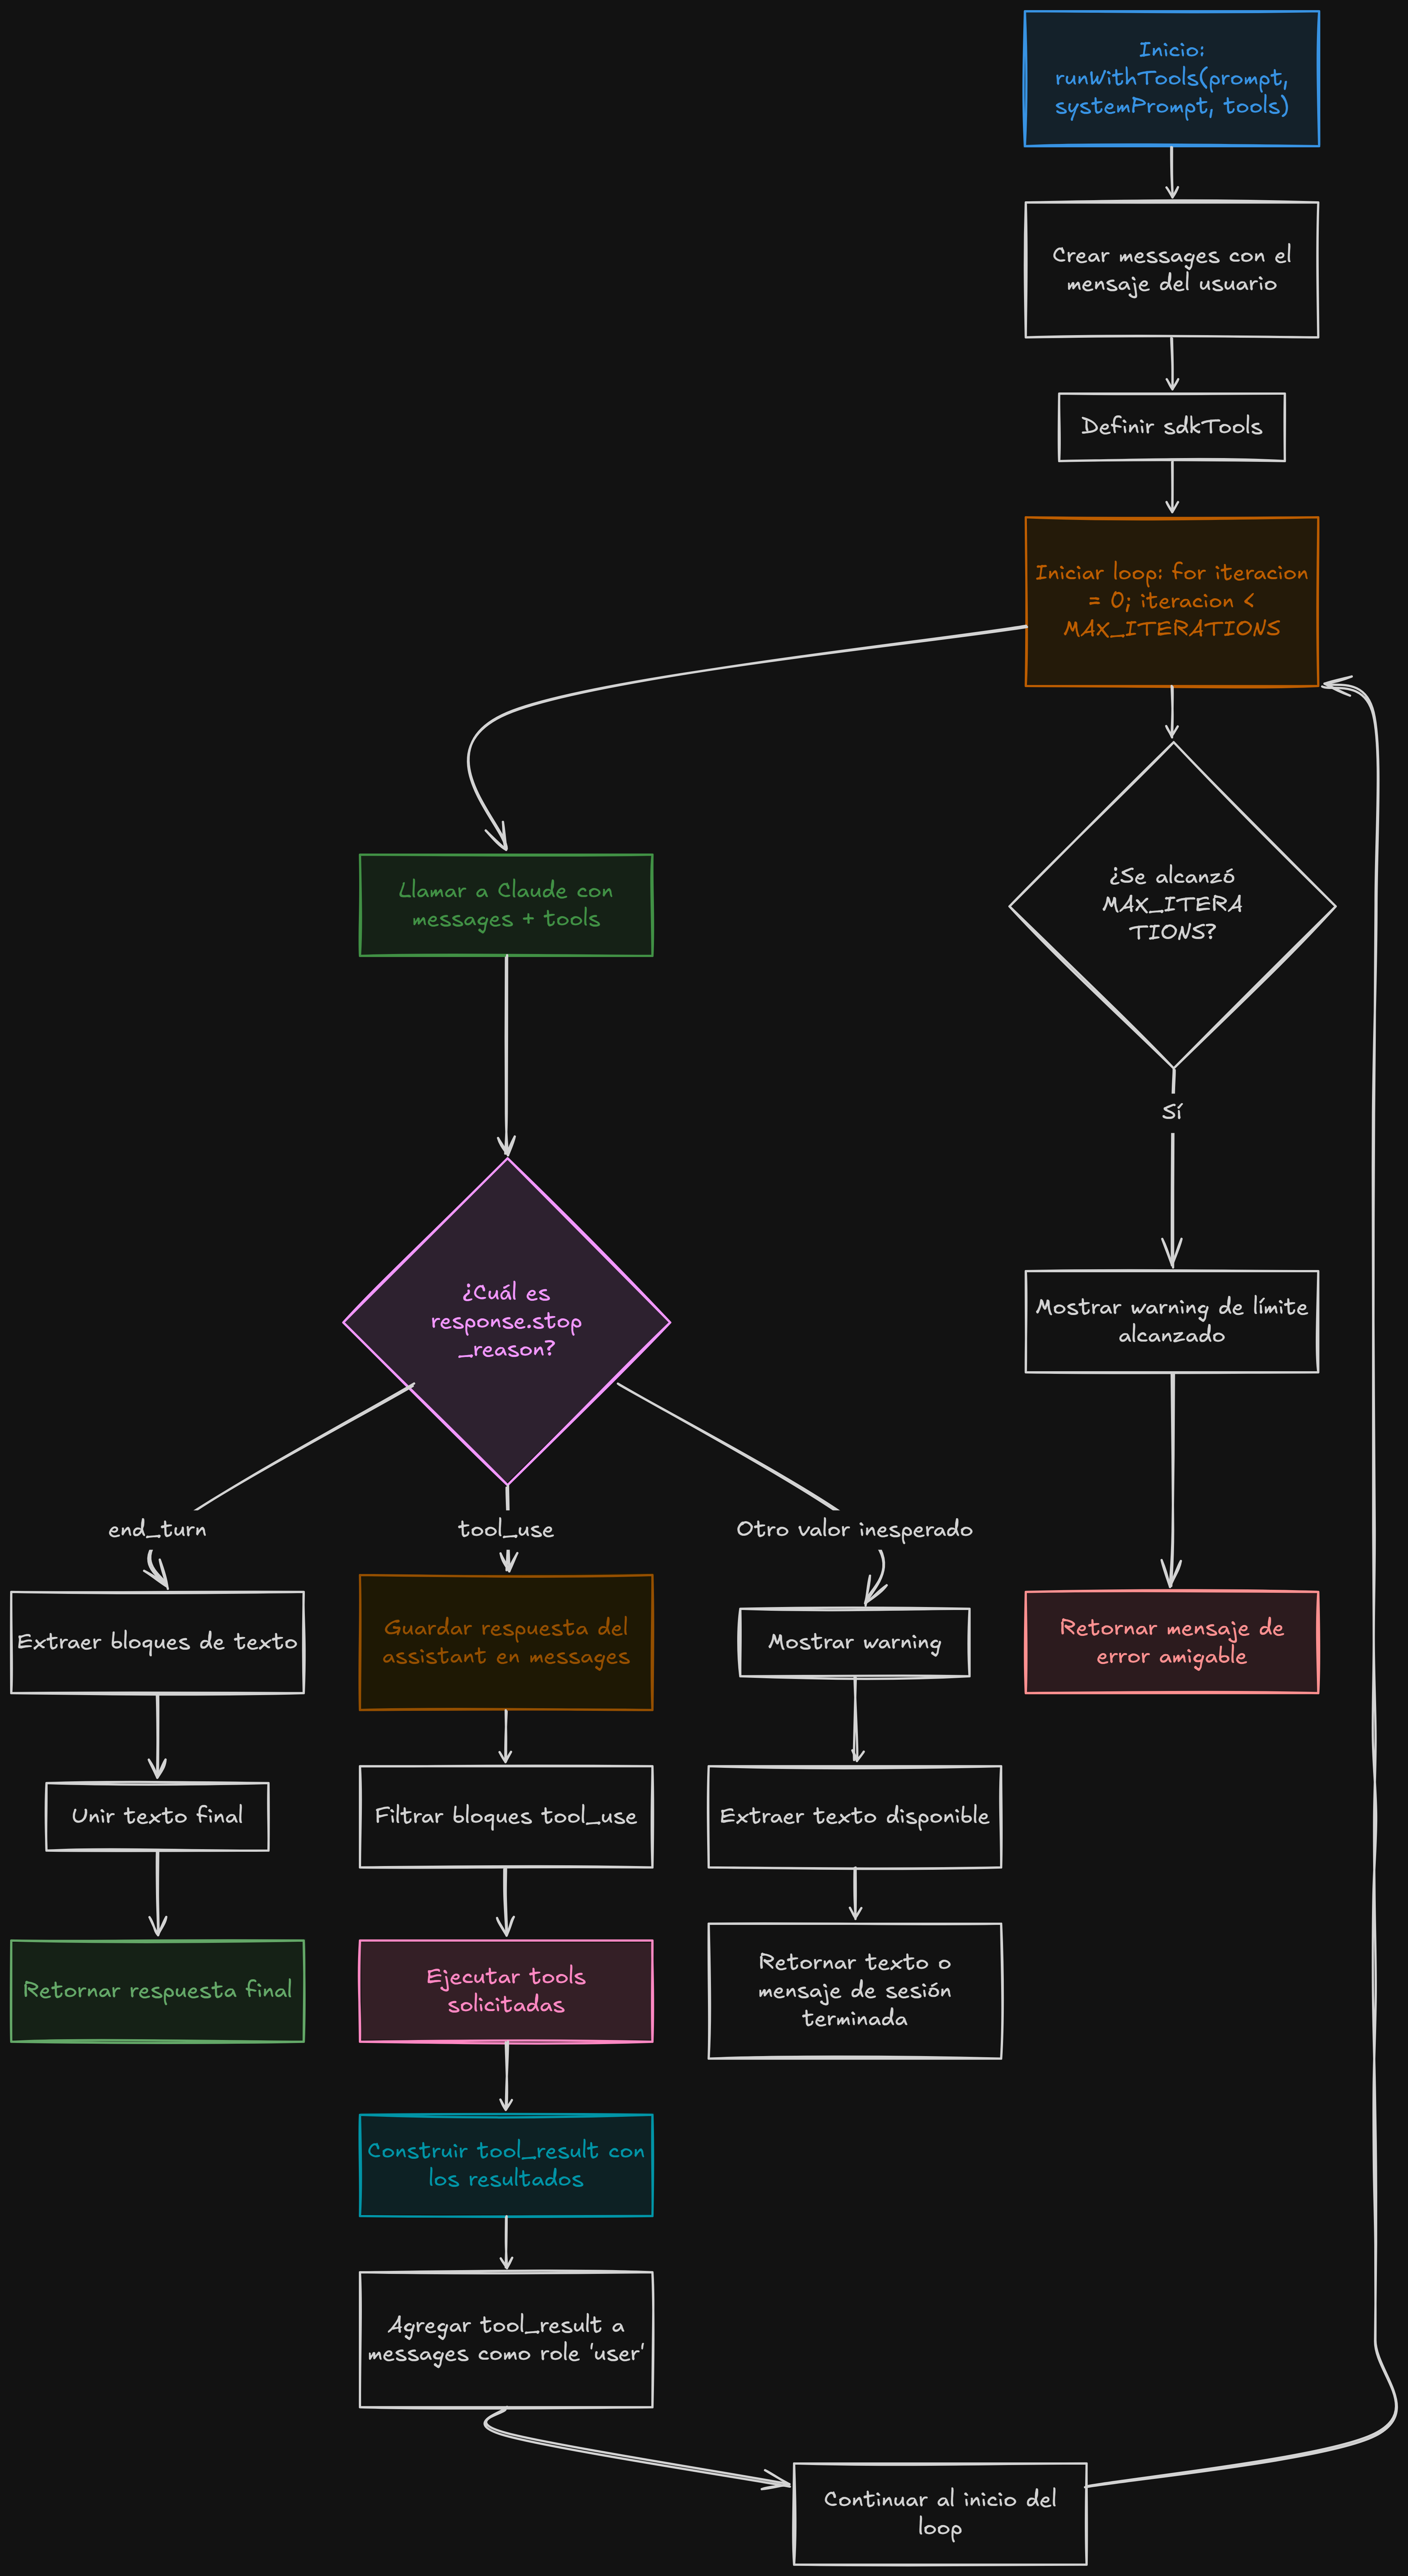 Inicio:
runWithTools(prompt,
systemPrompt, tools)
Crear messages con el
mensaje del usuario
Definir sdkTools
Iniciar loop: for iteracion
= 0; iteracion <
MAX_ITERATIONS
¿Se alcanzó
MAX_ITERA
TIONS?
Sí
Mostrar warning de límite
alcanzado
Retornar mensaje de
error amigable
Llamar a Claude con
messages + tools
¿Cuál es
response.stop
_reason?
end_turn
Extraer bloques de texto
Unir texto final
Retornar respuesta final
tool_use
Guardar respuesta del
assistant en messages
Filtrar bloques tool_use
Ejecutar tools
solicitadas
Construir tool_result con
los resultados
Agregar tool_result a
messages como role 'user'
Otro valor inesperado
Mostrar warning
Extraer texto disponible
Retornar texto o
mensaje de sesión
terminada
Continuar al inicio del
loop